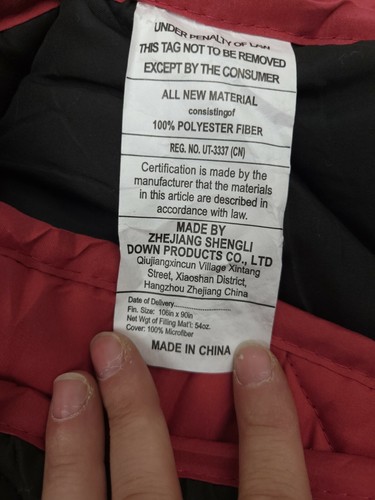 UNDER PENALTY OF LAW
THIS TAG NOT TO BE REMOVED
EXCEPT BY THE CONSUMER
ALL NEW MATERIAL
consistingof
100% POLYESTER FIBER
REG. NO. UT-3337 (CN)
Certification is made by the
manufacturer that the materials
in this article are described in
accordance with law.
MADE BY
ZHEJIANG SHENGLI
DOWN PRODUCTS CO., LTD
Qiujiangxincun Village Xintang
Street, Xiaoshan District,
Hangzhou Zhejiang China
Date of Delivery
Fin. Size: 106in x 90in
Net Wgt of Filling Mat'l: 54oz.
Cover: 100% Microfiber
MADE IN CHINA